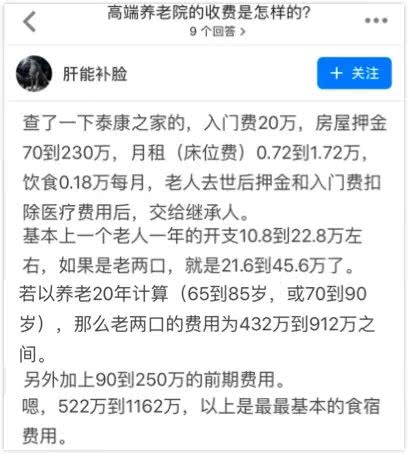 高端养老院的收费是怎样的?
9 个回答 >
肝能补脸
+ 关注
查了一下泰康之家的，入门费20万，房屋押金
70到230万，月租（床位费）0.72到1.72万，
饮食0.18万每月，老人去世后押金和入门费扣
除医疗费用后，交给继承人。
基本上一个老人一年的开支10.8到22.8万左
右，如果是老两口，就是21.6到45.6万了。
若以养老20年计算（65到85岁，或70到90
岁），那么老两口的费用为432万到912万之
间。
另外加上90到250万的前期费用。
嗯，522万到1162万，以上是最最基本的食宿
费用。